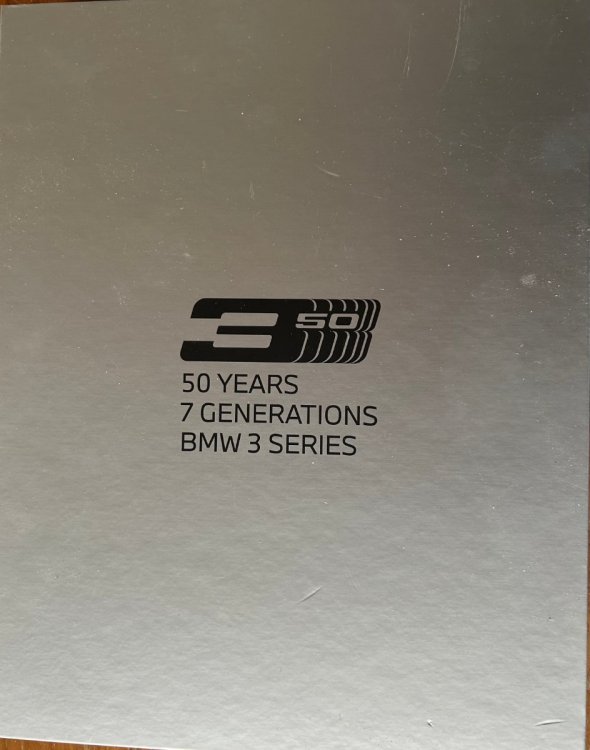 3 50
50 YEARS
7 GENERATIONS
BMW 3 SERIES